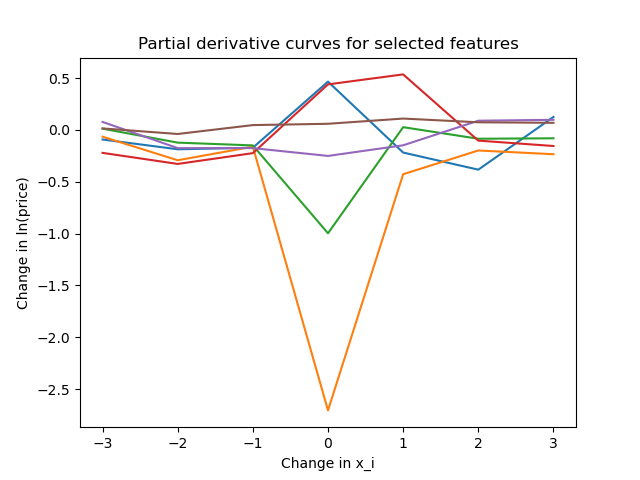 Partial derivative curves for selected features
0.5
0.0
−0.5
−1.0
−1.5
−2.0
−2.5
Change in ln(price)
−3 −2 −1 0 1 2 3
Change in x_i